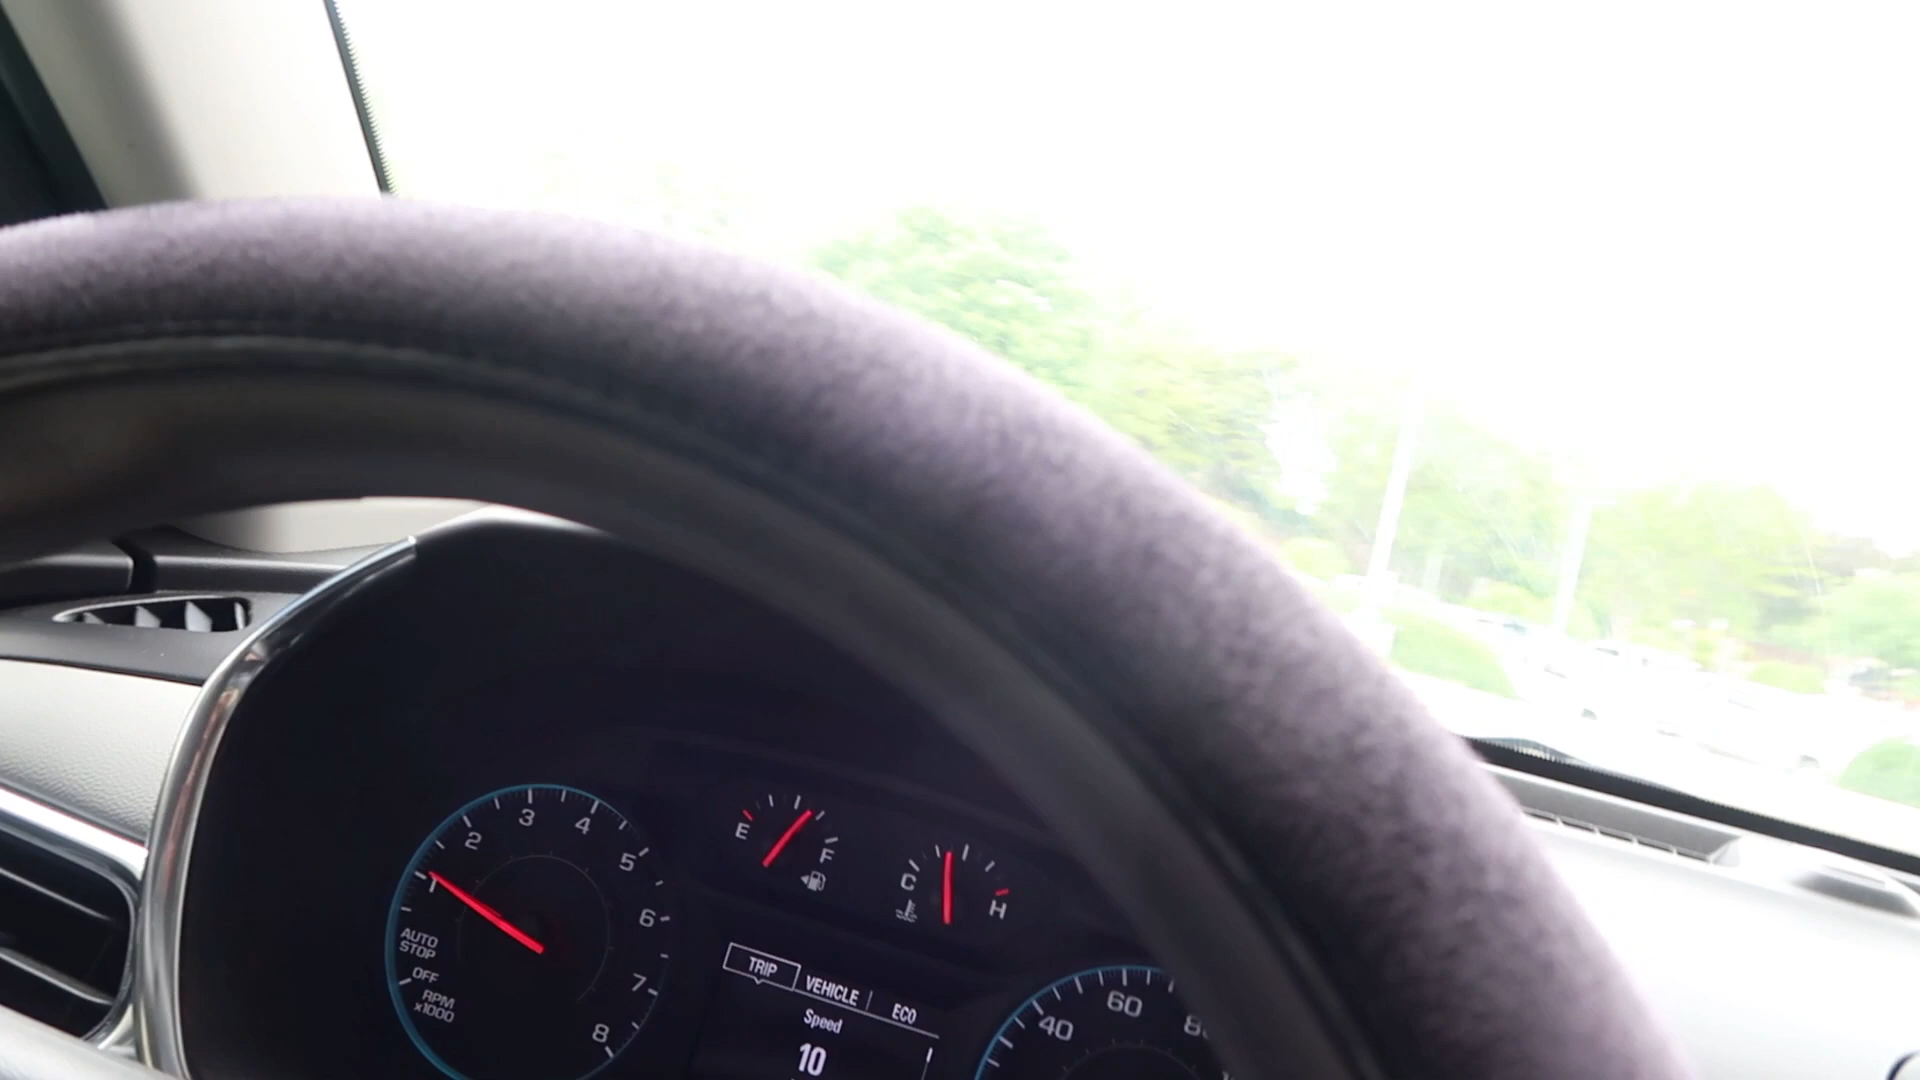 1
2
3
4
5
6
7
8
AUTO
STOP
OFF
RPM
x1000
E
F
C
H
TRIP
VEHICLE
ECO
Speed
10
40
60